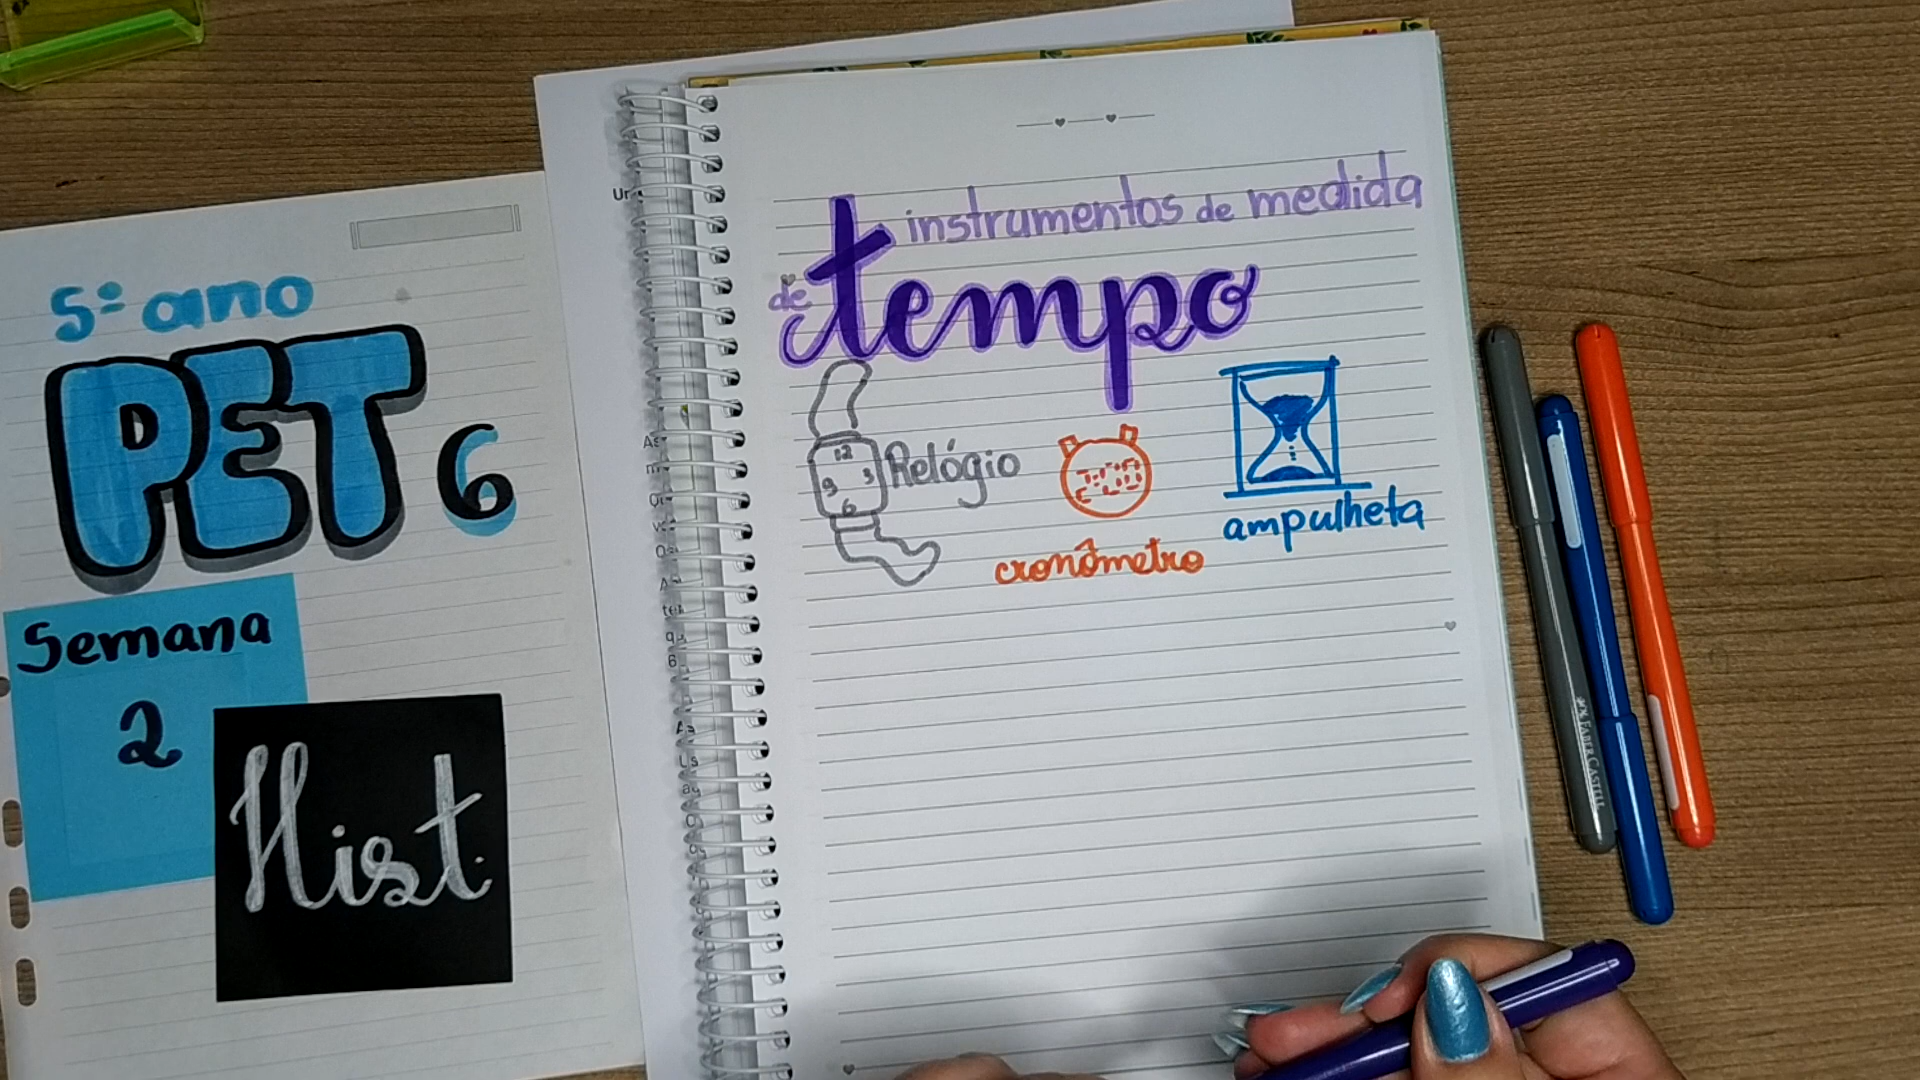 5º ano
PET 6
Semana
2
Hist.
instrumentos de medida
de tempo
12
9 3
6
Relógio
cronômetro
ampulheta
FABER CASTELL